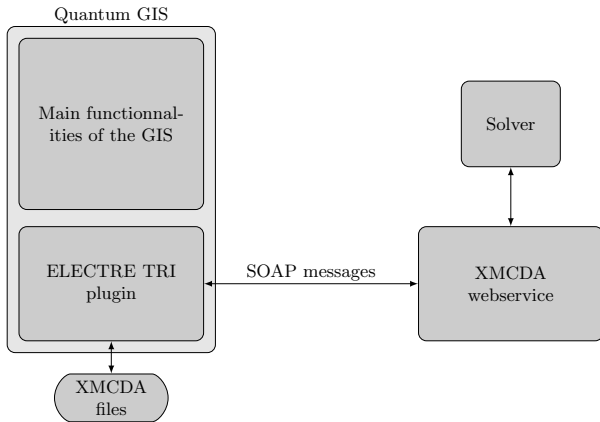 Quantum GIS
Main functionnal-
ities of the GIS
Solver
ELECTRE TRI
plugin
SOAP messages
XMCDA
webservice
XMCDA
files